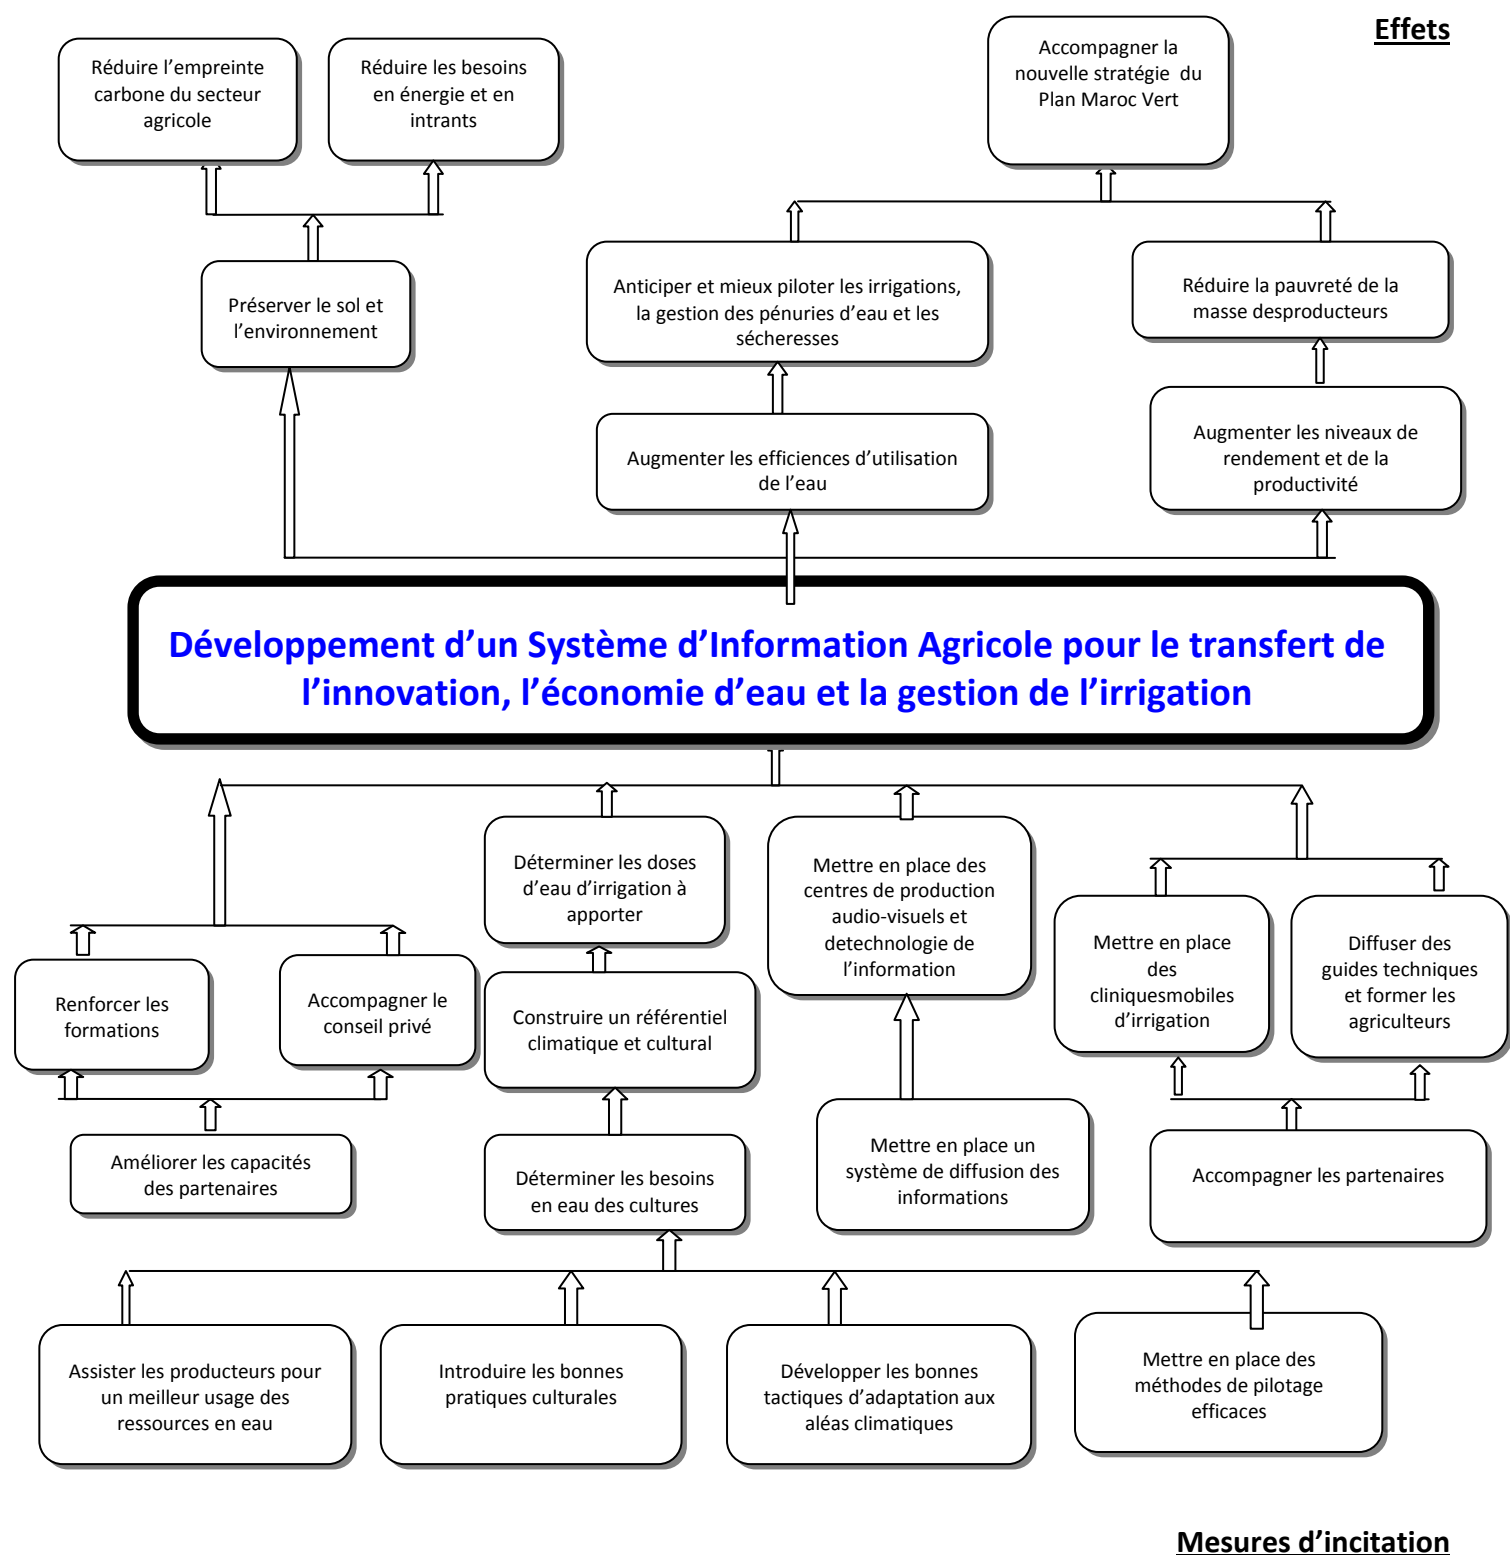 Effets
Réduire l’empreinte
carbone du secteur
agricole
Réduire les besoins
en énergie et en
intrants
Accompagner la
nouvelle stratégie  du
Plan Maroc Vert
Préserver le sol et
l’environnement
Anticiper et mieux piloter les irrigations,
la gestion des pénuries d’eau et les
sécheresses
Réduire la pauvreté de la
masse desproducteurs
Augmenter les efficiences d’utilisation
de l’eau
Augmenter les niveaux de
rendement et de la
productivité
Développement d’un Système d’Information Agricole pour le transfert de
l’innovation, l’économie d’eau et la gestion de l’irrigation
Déterminer les doses
d’eau d’irrigation à
apporter
Mettre en place des
centres de production
audio-visuels et
detechnologie de
l’information
Mettre en place
des
cliniquesmobiles
d’irrigation
Diffuser des
guides techniques
et former les
agriculteurs
Renforcer les
formations
Accompagner le
conseil privé
Construire un référentiel
climatique et cultural
Améliorer les capacités
des partenaires
Déterminer les besoins
en eau des cultures
Mettre en place un
système de diffusion des
informations
Accompagner les partenaires
Assister les producteurs pour
un meilleur usage des
ressources en eau
Introduire les bonnes
pratiques culturales
Développer les bonnes
tactiques d’adaptation aux
aléas climatiques
Mettre en place des
méthodes de pilotage
efficaces
Mesures d’incitation